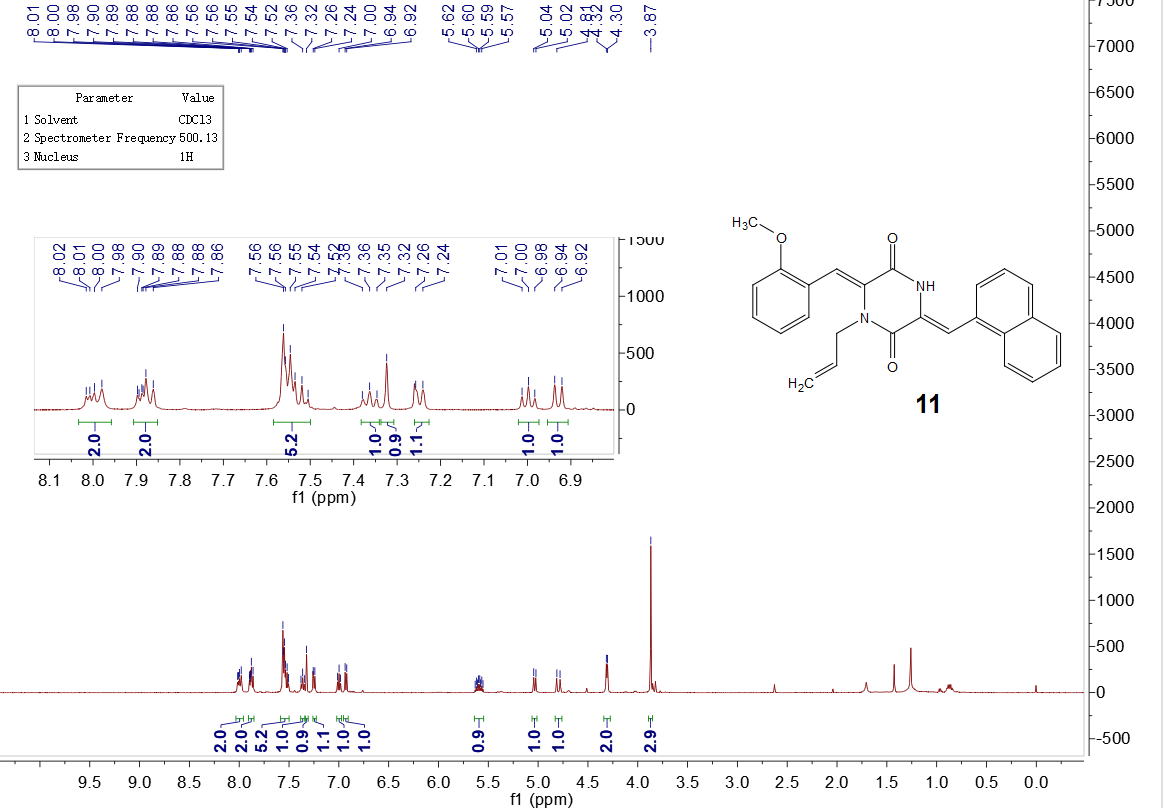 8.01 8.00 7.98 7.90 7.89 7.88 7.88 7.86 7.56 7.56 7.55 7.54 7.52 7.36 7.32 7.26 7.24 7.00 6.94 6.92 5.62 5.60 5.59 5.57 5.04 5.02 4.81 4.32 4.30 3.87
7500
7000
6500
6000
5500
5000
4500
4000
3500
3000
2500
2000
1500
1000
500
0
-500
Parameter Value
1 Solvent CDCl3
2 Spectrometer Frequency 500.13
3 Nucleus 1H
8.02 8.01 8.00 7.98 7.90 7.89 7.88 7.88 7.86 7.56 7.56 7.55 7.54 7.52 7.38 7.36 7.35 7.32 7.26 7.24 7.01 7.00 6.98 6.94 6.92
1500
1000
500
0
2.0 2.0 5.2 1.0 0.9 1.1 1.0 1.0
8.1 8.0 7.9 7.8 7.7 7.6 7.5 7.4 7.3 7.2 7.1 7.0 6.9
f1 (ppm)
H3C
O
O
NH
N
O
H2C
11
2.0 2.0 5.2 1.0 0.9 1.1 1.0 1.0 0.9 1.0 1.0 2.0 2.9
9.5 9.0 8.5 8.0 7.5 7.0 6.5 6.0 5.5 5.0 4.5 4.0 3.5 3.0 2.5 2.0 1.5 1.0 0.5 0.0
f1 (ppm)